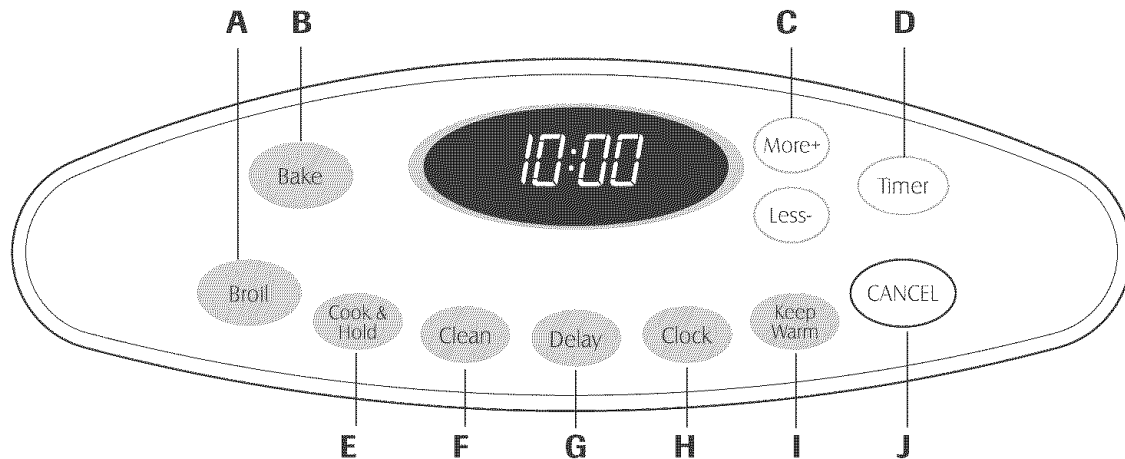 A B C D
10:00
More+
Bake
Timer
Less-
Broil
CANCEL
Cook &
Hold
Clean
Delay
Clock
Keep
Warm
E F G H I J